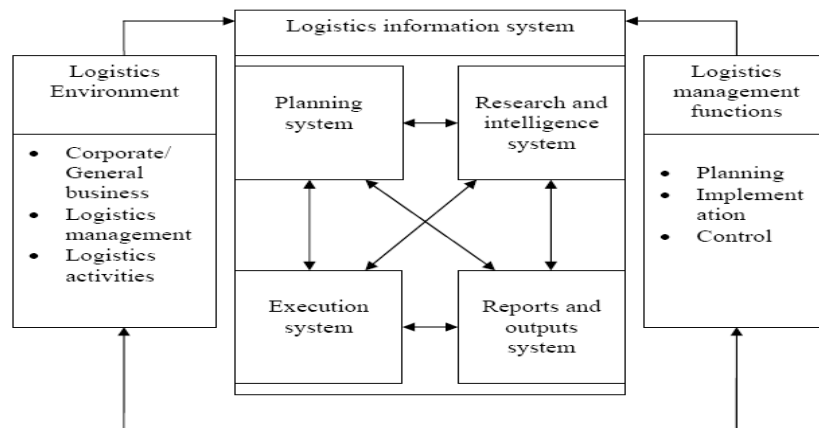 Logistics information system
Logistics
Environment
• Corporate/
General
business
• Logistics
management
• Logistics
activities
Planning
system
Research and
intelligence
system
Execution
system
Reports and
outputs
system
Logistics
management
functions
• Planning
• Implement
ation
• Control